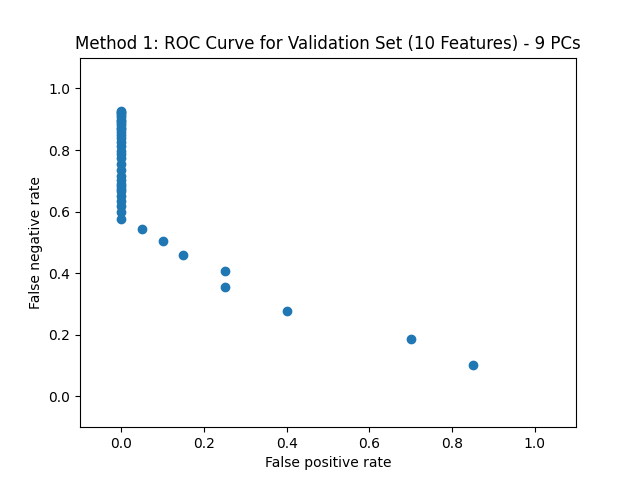 Method 1: ROC Curve for Validation Set (10 Features) - 9 PCs
1.0
0.8
0.6
0.4
0.2
0.0
False negative rate
0.0 0.2 0.4 0.6 0.8 1.0
False positive rate